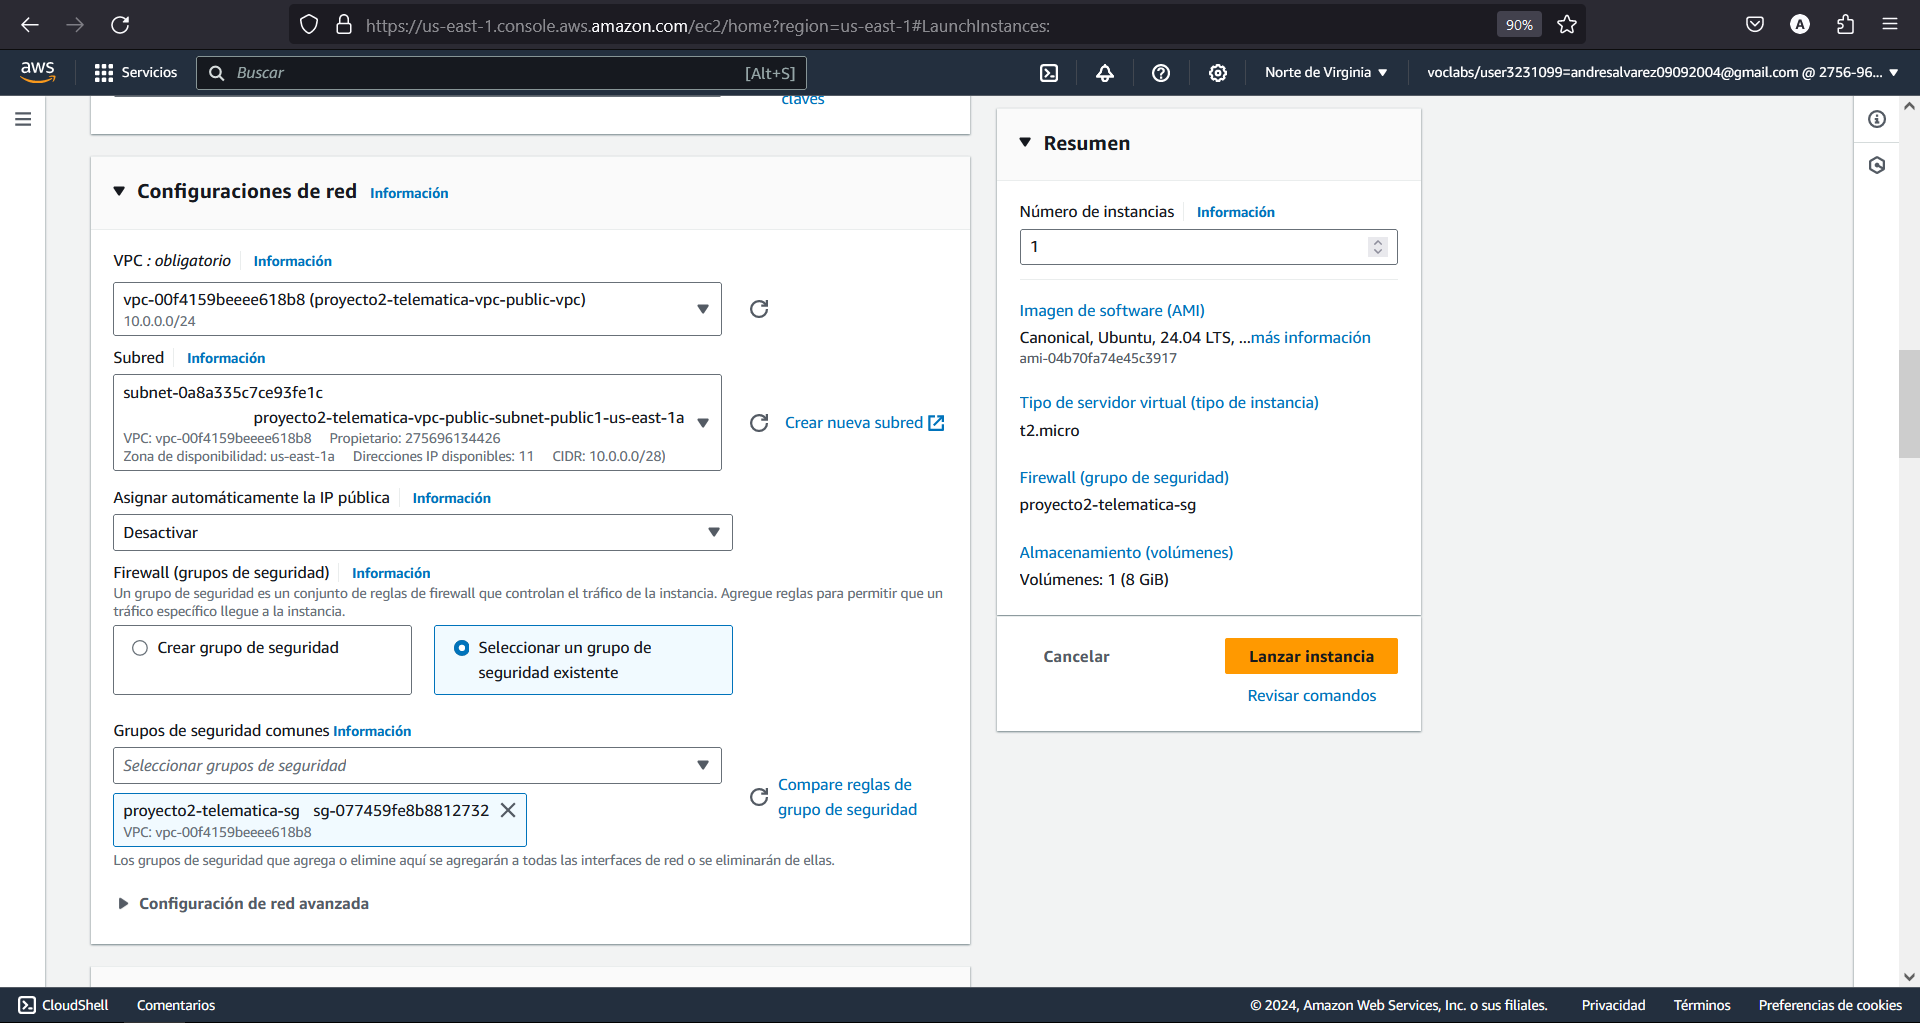 https://us-east-1.console.aws.amazon.com/ec2/home?region=us-east-1#LaunchInstances:
90%
A
aws
Servicios
Buscar
[Alt+S]
Norte de Virginia
voclabs/user3231099=andresalvarez09092004@gmail.com @ 2756-96...
claves
Configuraciones de red Información
VPC : obligatorio Información
vpc-00f4159beeee618b8 (proyecto2-telematica-vpc-public-vpc)
10.0.0.0/24
Subred Información
subnet-0a8a335c7ce93fe1c
proyecto2-telematica-vpc-public-subnet-public1-us-east-1a
VPC: vpc-00f4159beeee618b8 Propietario: 275696134426
Zona de disponibilidad: us-east-1a Direcciones IP disponibles: 11 CIDR: 10.0.0.0/28)
Crear nueva subred
Asignar automáticamente la IP pública Información
Desactivar
Firewall (grupos de seguridad) Información
Un grupo de seguridad es un conjunto de reglas de firewall que controlan el tráfico de la instancia. Agregue reglas para permitir que un
tráfico específico llegue a la instancia.
Crear grupo de seguridad
Seleccionar un grupo de
seguridad existente
Grupos de seguridad comunes Información
Seleccionar grupos de seguridad
proyecto2-telematica-sg sg-077459fe8b8812732
VPC: vpc-00f4159beeee618b8
Compare reglas de
grupo de seguridad
Los grupos de seguridad que agrega o elimine aquí se agregarán a todas las interfaces de red o se eliminarán de ellas.
Configuración de red avanzada
Resumen
Número de instancias Información
1
Imagen de software (AMI)
Canonical, Ubuntu, 24.04 LTS, ...más información
ami-04b70fa74e45c3917
Tipo de servidor virtual (tipo de instancia)
t2.micro
Firewall (grupo de seguridad)
proyecto2-telematica-sg
Almacenamiento (volúmenes)
Volúmenes: 1 (8 GiB)
Cancelar
Lanzar instancia
Revisar comandos
CloudShell
Comentarios
© 2024, Amazon Web Services, Inc. o sus filiales.
Privacidad
Términos
Preferencias de cookies